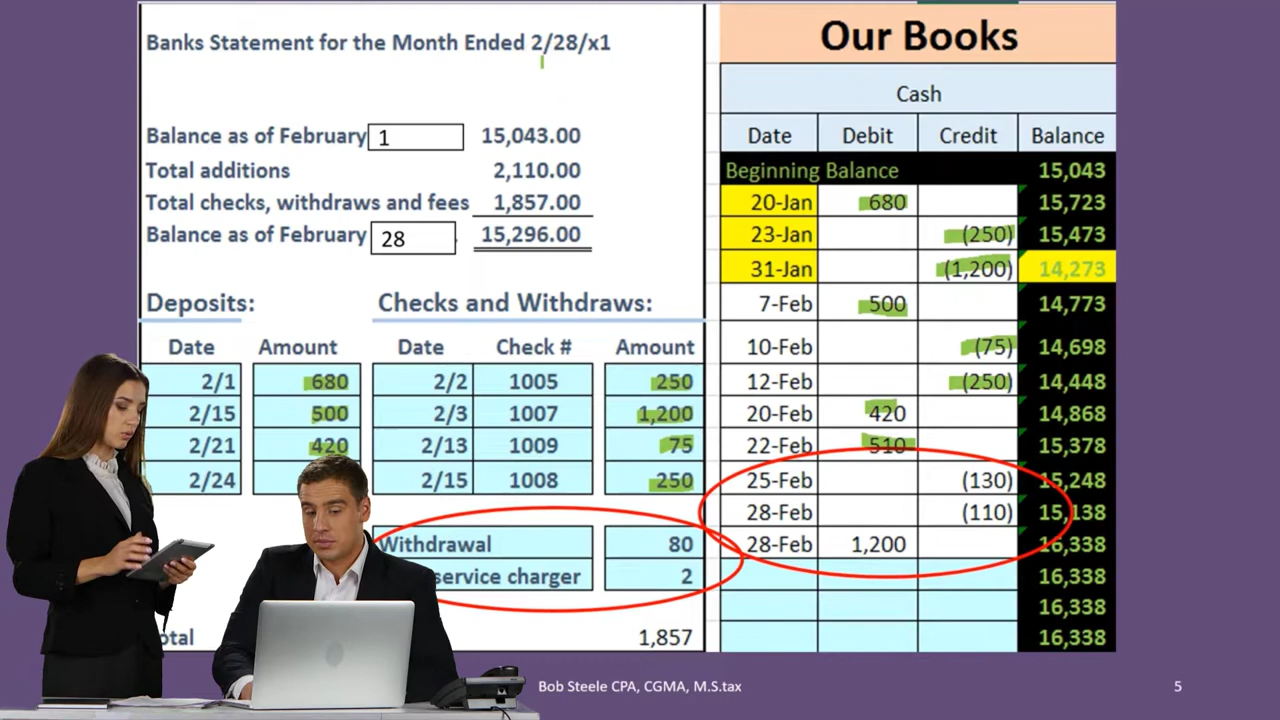 Banks Statement for the Month Ended 2/28/x1
Balance as of February 1 15,043.00
Total additions 2,110.00
Total checks, withdraws and fees 1,857.00
Balance as of February 28 15,296.00
Deposits: Checks and Withdraws:
Date Amount Date Check # Amount
2/1 680 2/2 1005 250
2/15 500 2/3 1007 1,200
2/21 420 2/13 1009 75
2/24 2/15 1008 250
Withdrawal 80
service charger 2
1,857
Our Books
Cash
Date Debit Credit Balance
Beginning Balance 15,043
20-Jan 680 15,723
23-Jan (250) 15,473
31-Jan (1,200) 14,273
7-Feb 500 14,773
10-Feb (75) 14,698
12-Feb (250) 14,448
20-Feb 420 14,868
22-Feb 510 15,378
25-Feb (130) 15,248
28-Feb (110) 15,138
28-Feb 1,200 16,338
16,338
16,338
16,338
Bob Steele CPA, CGMA, M.S.tax
5